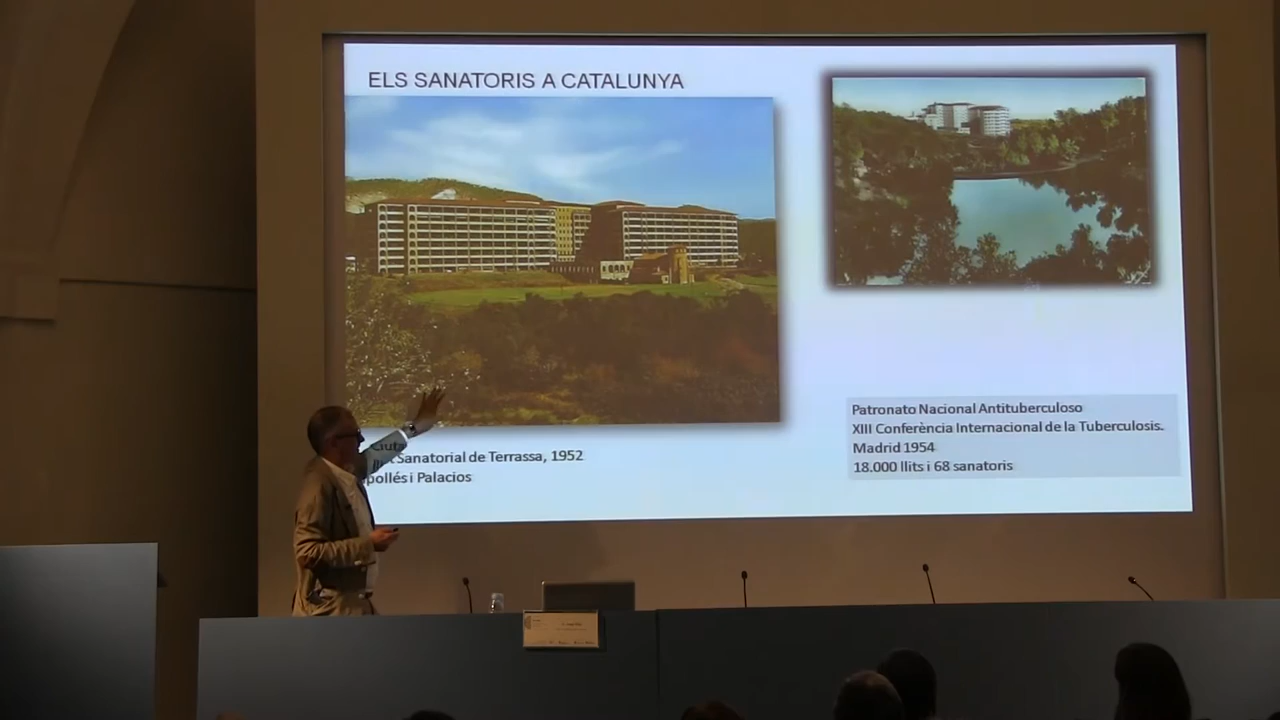 ELS SANATORIS A CATALUNYA
Ciuta
Sanatorial de Terrassa, 1952
i Palacios
Patronato Nacional Antituberculoso
XIII Conferència Internacional de la Tuberculosis.
Madrid 1954
18.000 llits i 68 sanatoris